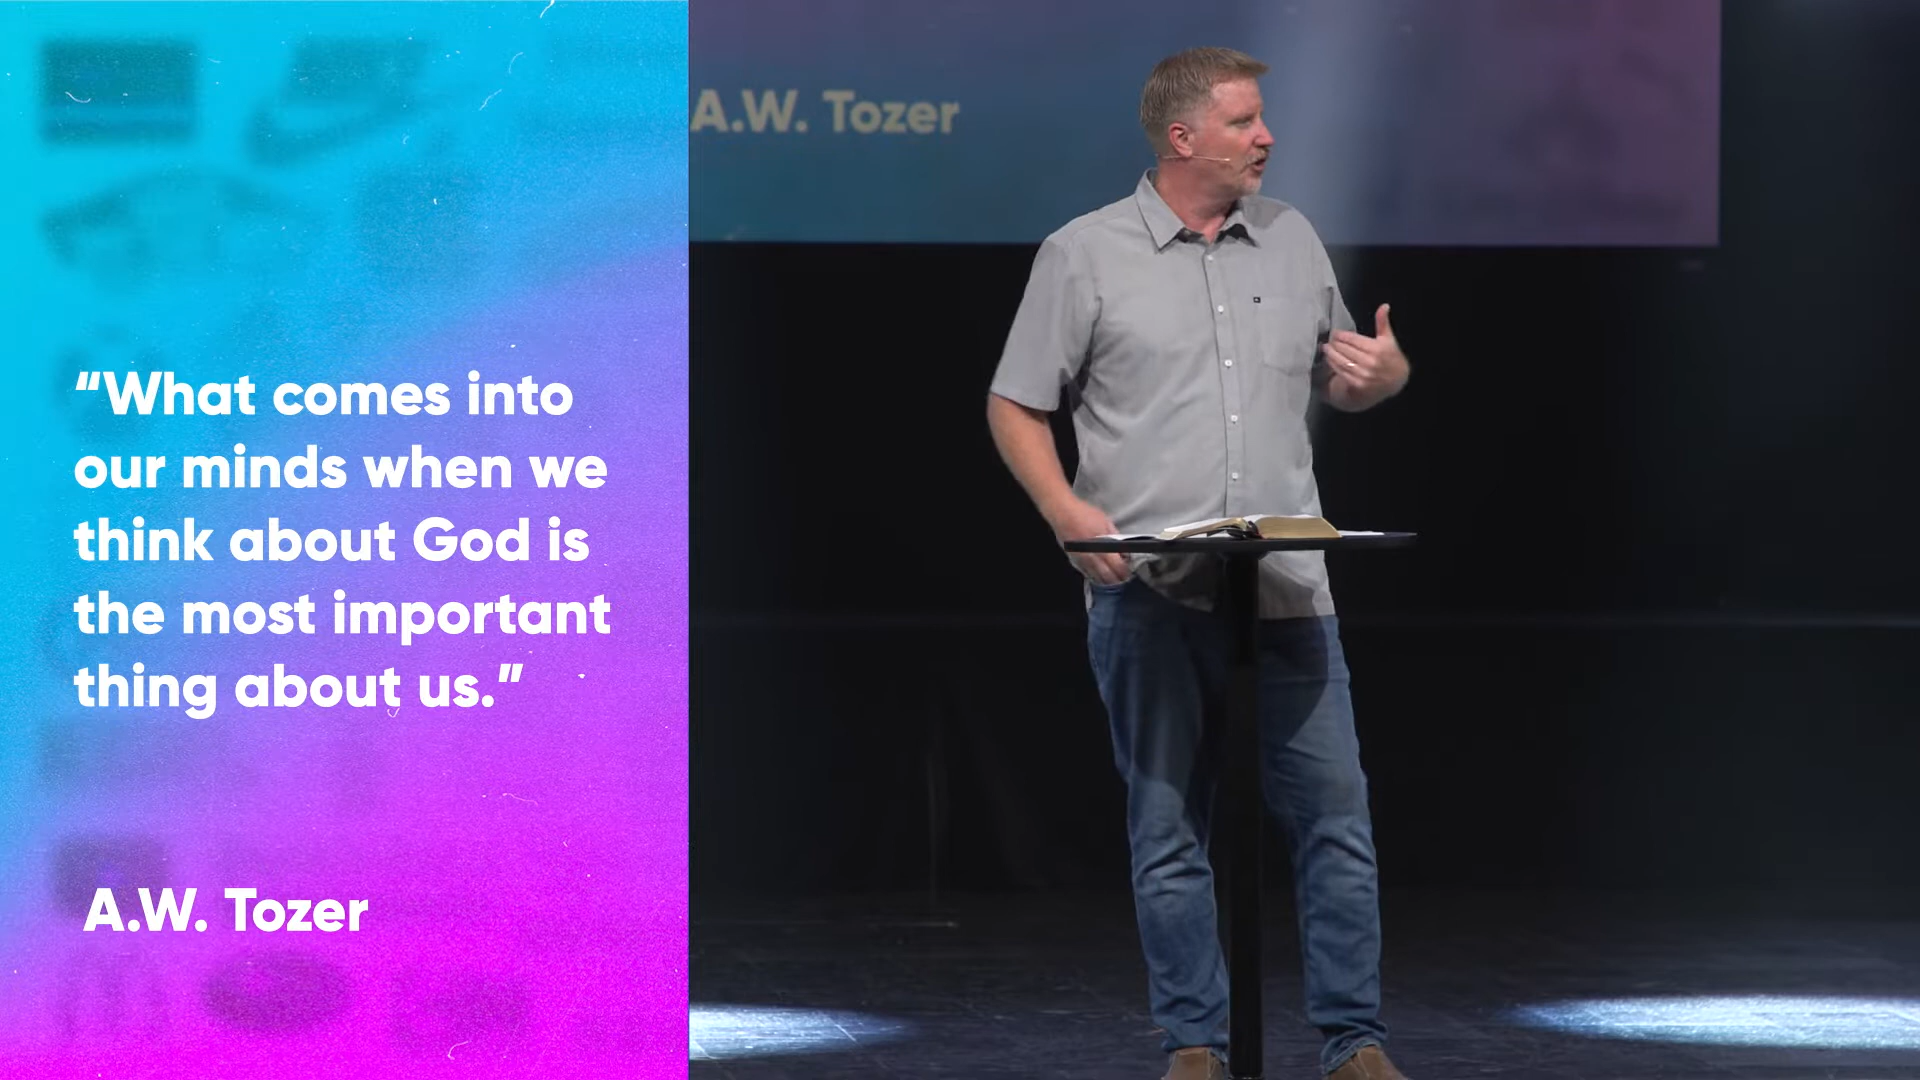 “What comes into
our minds when we
think about God is
the most important
thing about us.”
A.W. Tozer
A.W. Tozer